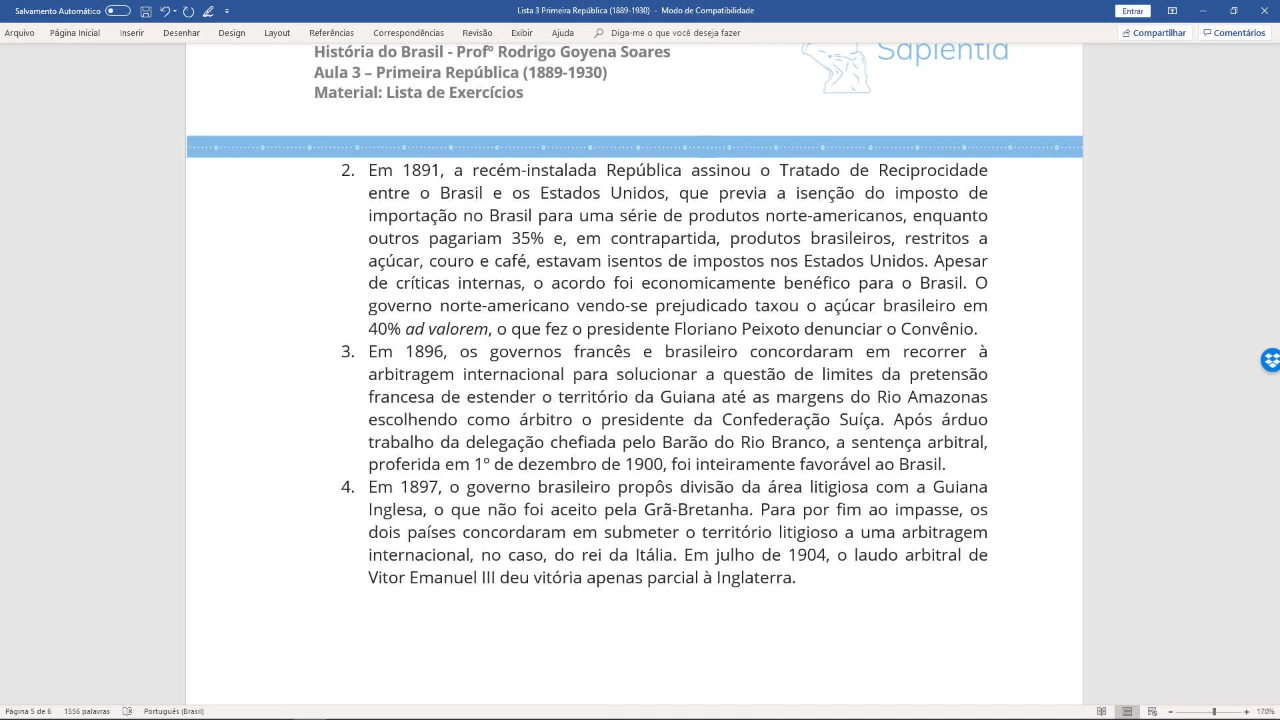 Salvamento Automático
Lista 3 Primeira República (1889-1930) - Modo de Compatibilidade
Entrar
Arquivo Página Inicial Inserir Desenhar Design Layout Referências Correspondências Revisão Exibir Ajuda Diga-me o que você deseja fazer
Compartilhar Comentários
História do Brasil - Profº Rodrigo Goyena Soares
Sapientia
Aula 3 – Primeira República (1889-1930)
Material: Lista de Exercícios
2. Em 1891, a recém-instalada República assinou o Tratado de Reciprocidade
entre o Brasil e os Estados Unidos, que previa a isenção do imposto de
importação no Brasil para uma série de produtos norte-americanos, enquanto
outros pagariam 35% e, em contrapartida, produtos brasileiros, restritos a
açúcar, couro e café, estavam isentos de impostos nos Estados Unidos. Apesar
de críticas internas, o acordo foi economicamente benéfico para o Brasil. O
governo norte-americano vendo-se prejudicado taxou o açúcar brasileiro em
40% ad valorem, o que fez o presidente Floriano Peixoto denunciar o Convênio.
3. Em 1896, os governos francês e brasileiro concordaram em recorrer à
arbitragem internacional para solucionar a questão de limites da pretensão
francesa de estender o território da Guiana até as margens do Rio Amazonas
escolhendo como árbitro o presidente da Confederação Suíça. Após árduo
trabalho da delegação chefiada pelo Barão do Rio Branco, a sentença arbitral,
proferida em 1º de dezembro de 1900, foi inteiramente favorável ao Brasil.
4. Em 1897, o governo brasileiro propôs divisão da área litigiosa com a Guiana
Inglesa, o que não foi aceito pela Grã-Bretanha. Para por fim ao impasse, os
dois países concordaram em submeter o território litigioso a uma arbitragem
internacional, no caso, do rei da Itália. Em julho de 1904, o laudo arbitral de
Vitor Emanuel III deu vitória apenas parcial à Inglaterra.
Página 5 de 6 1556 palavras Português (Brasil) 170%